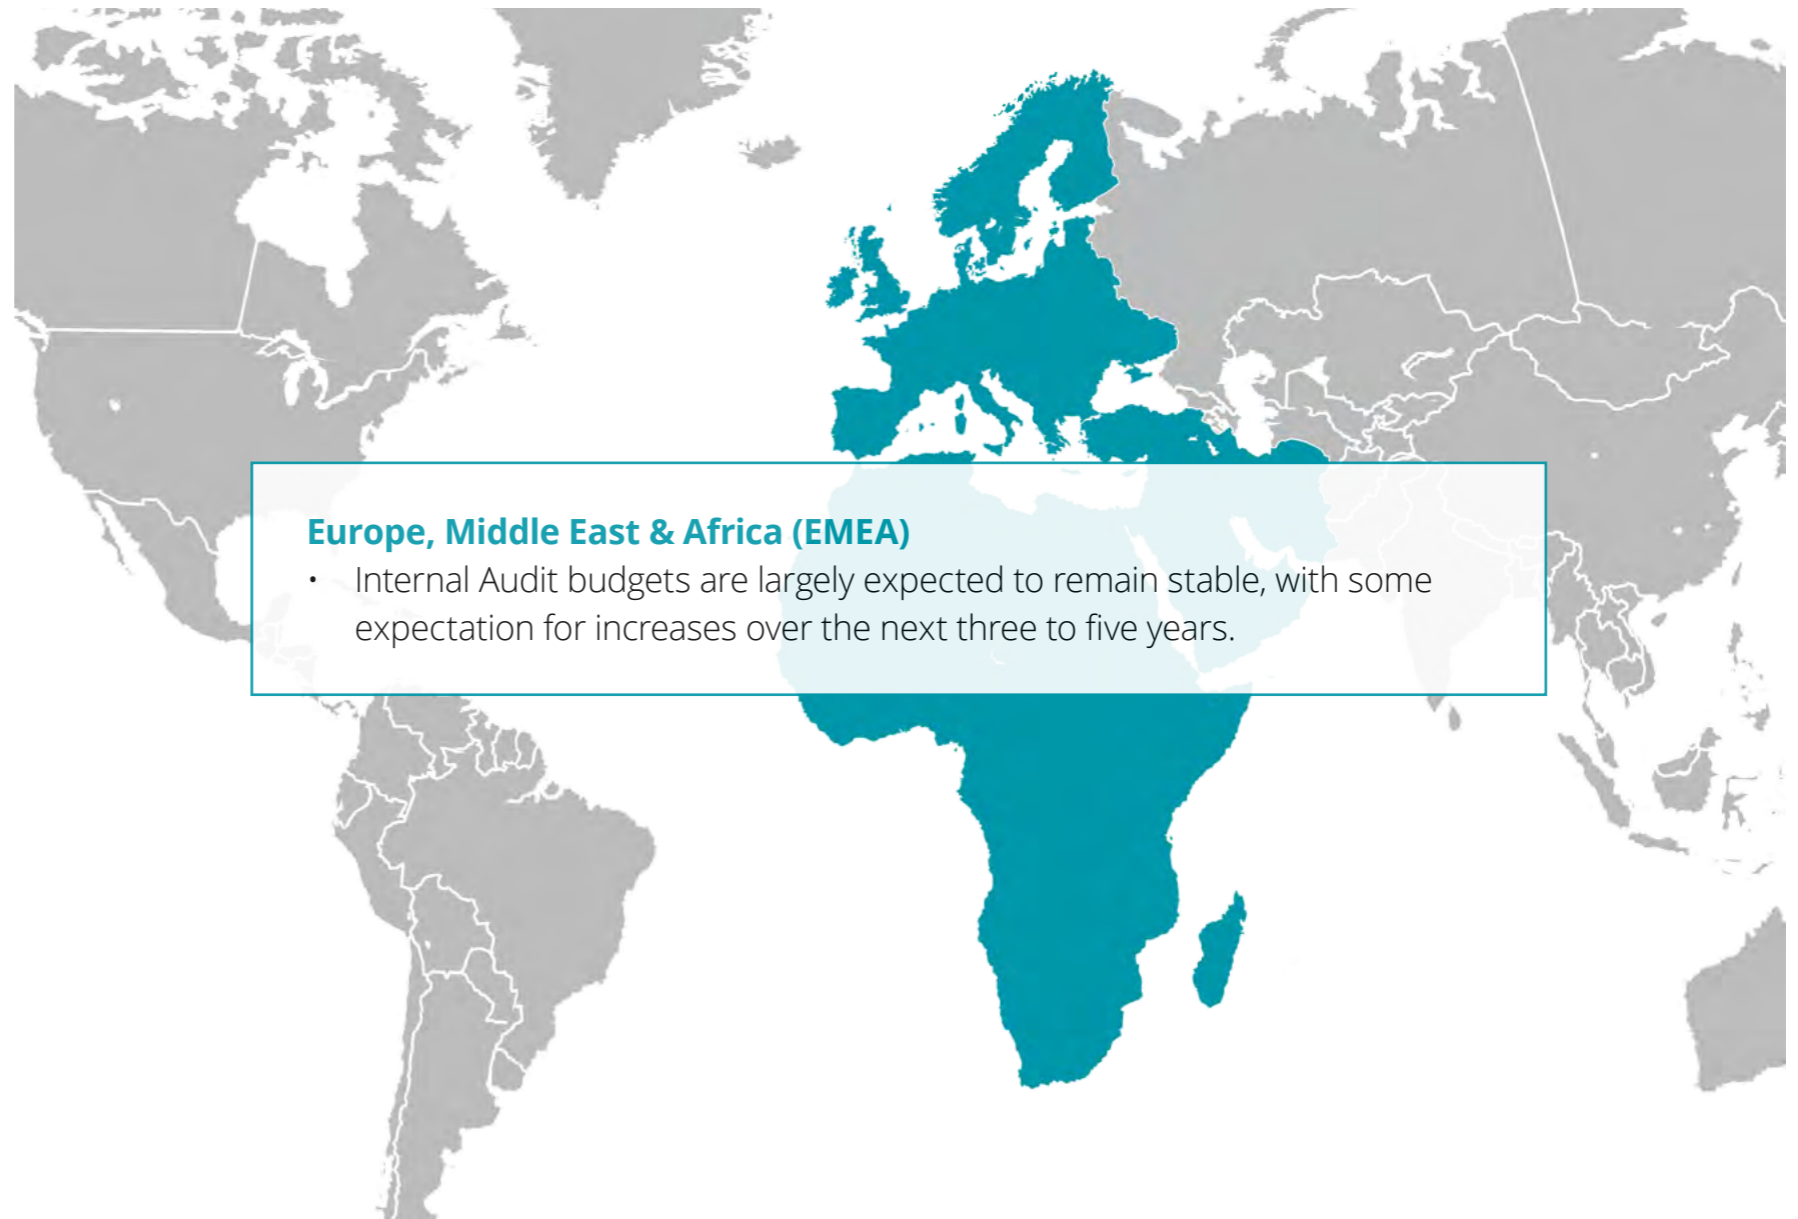 Europe, Middle East & Africa (EMEA)
• Internal Audit budgets are largely expected to remain stable, with some
expectation for increases over the next three to five years.